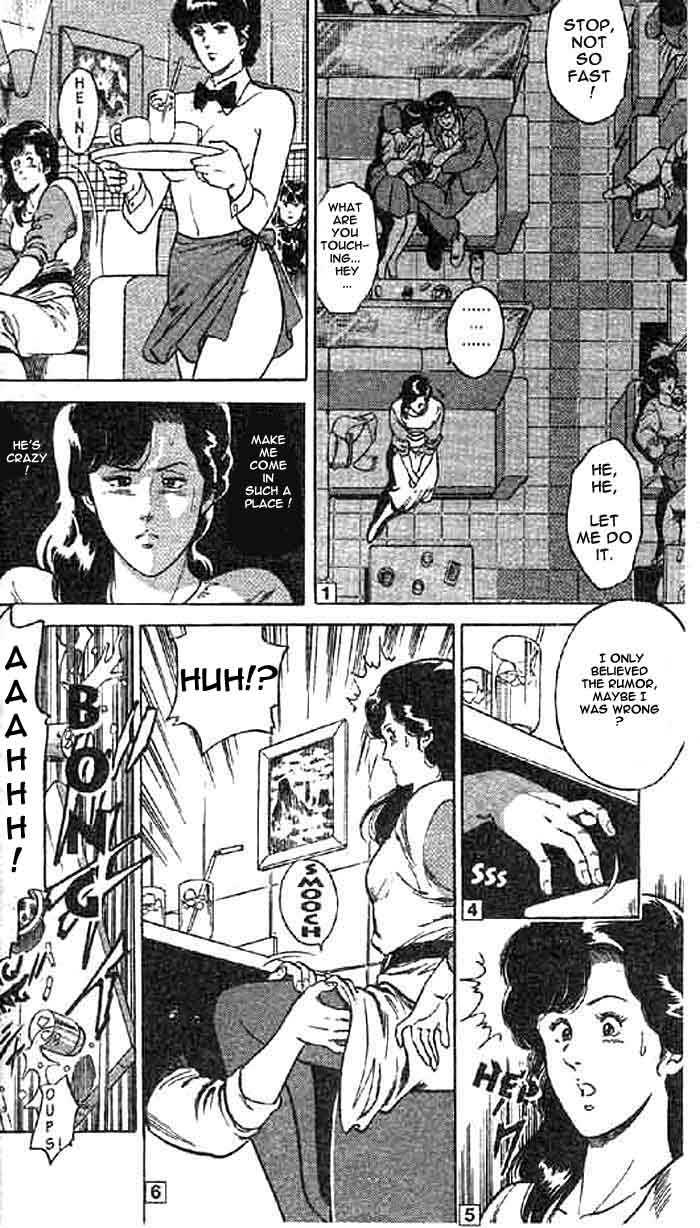 STOP,
NOT
SO
FAST
!
WHAT
ARE
YOU
TOUCH-
ING...
HEY
...
......
...
......
HE,
HE,
LET
ME DO
IT.
1
HEIN!
MAKE
ME
COME
IN
SUCH A
PLACE!
HE'S
CRAZY
!
I ONLY
BELIEVED
THE RUMOR,
MAYBE I
WAS WRONG
?
SSS
4
5
HUH!?
SMOOCH
6
BONG
AAAHHH!
OUPS!